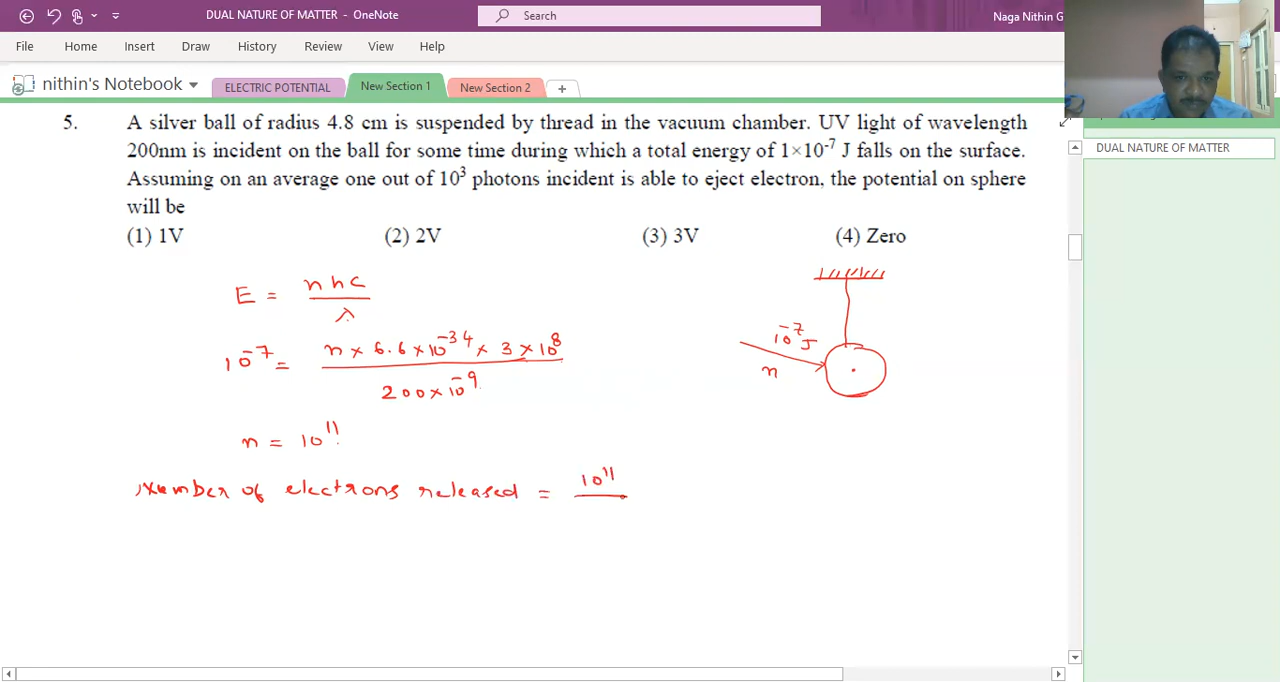 DUAL NATURE OF MATTER - OneNote
Search
Naga Nithin G
File Home Insert Draw History Review View Help
nithin's Notebook ELECTRIC POTENTIAL New Section 1 New Section 2 +
DUAL NATURE OF MATTER
5. A silver ball of radius 4.8 cm is suspended by thread in the vacuum chamber. UV light of wavelength
200nm is incident on the ball for some time during which a total energy of 1×10⁻⁷ J falls on the surface.
Assuming on an average one out of 10³ photons incident is able to eject electron, the potential on sphere
will be
(1) 1V (2) 2V (3) 3V (4) Zero
E = nhc / λ
10⁻⁷ = n × 6.6 × 10⁻³⁴ × 3 × 10⁸ / 200 × 10⁻⁹
10⁻⁷ J
n
n = 10¹¹
Number of electrons released = 10¹¹